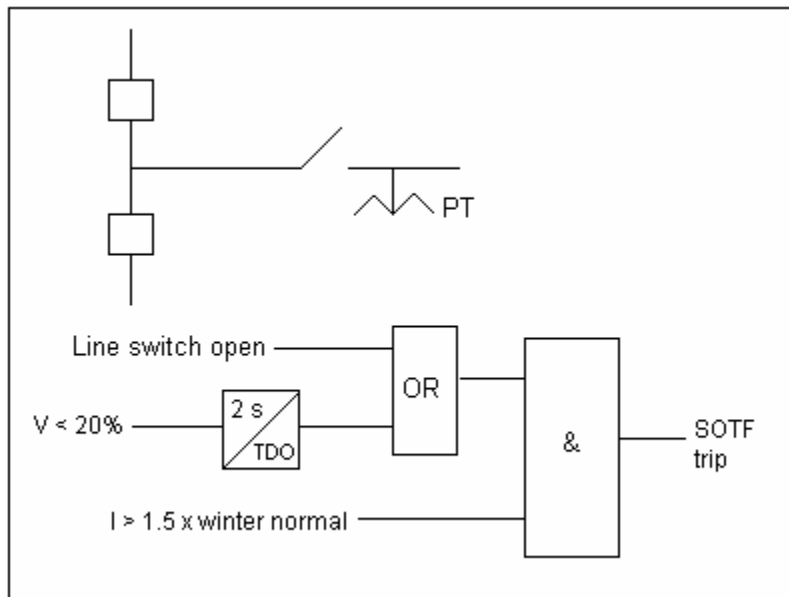 PT
Line switch open
OR
2 s
V < 20%
TDO
&
SOTF
trip
I > 1.5 x winter normal